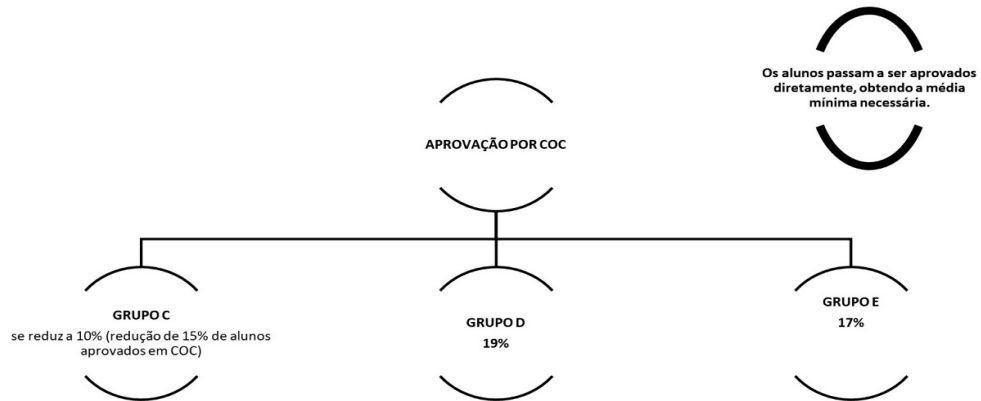 Os alunos passam a ser aprovados
diretamente, obtendo a média
mínima necessária.
APROVAÇÃO POR COC
GRUPO C
se reduz a 10% (redução de 15% de alunos
aprovados em COC)
GRUPO D
19%
GRUPO E
17%